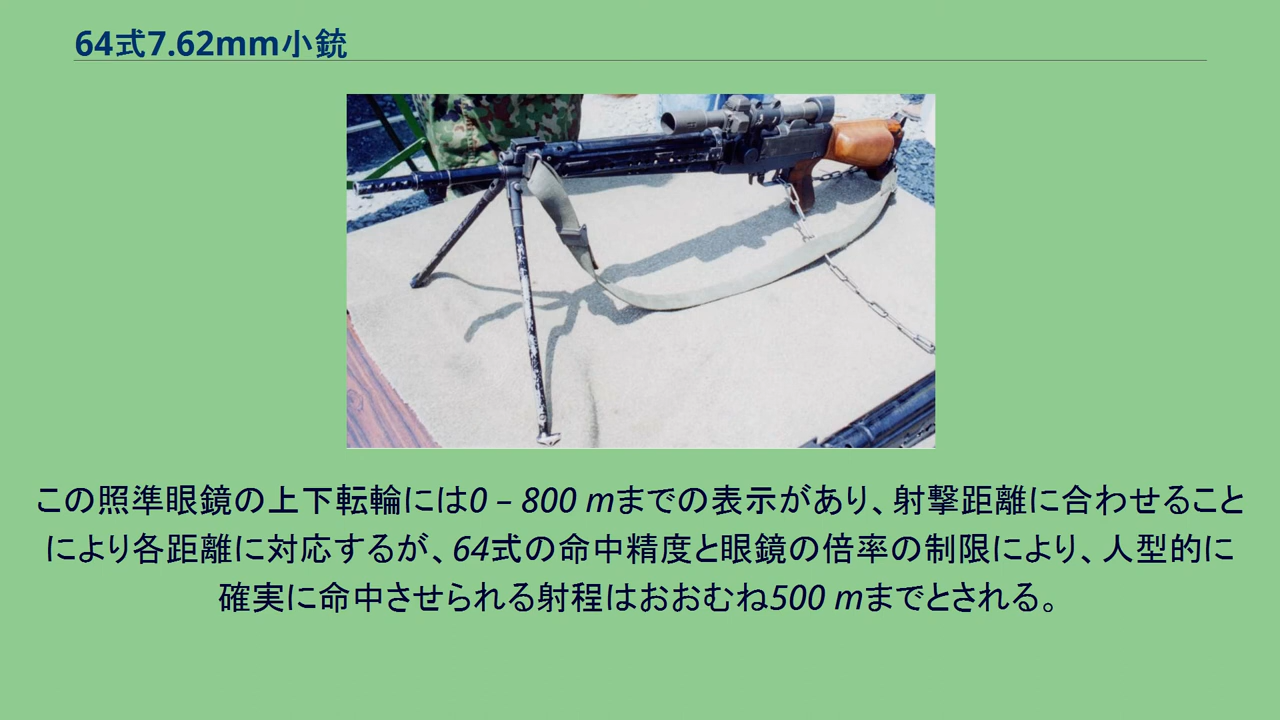 64式7.62mm小銃
この照準眼鏡の上下転輪には0 – 800 mまでの表示があり、射撃距離に合わせること
により各距離に対応するが、64式の命中精度と眼鏡の倍率の制限により、人型的に
確実に命中させられる射程はおおむね500 mまでとされる。